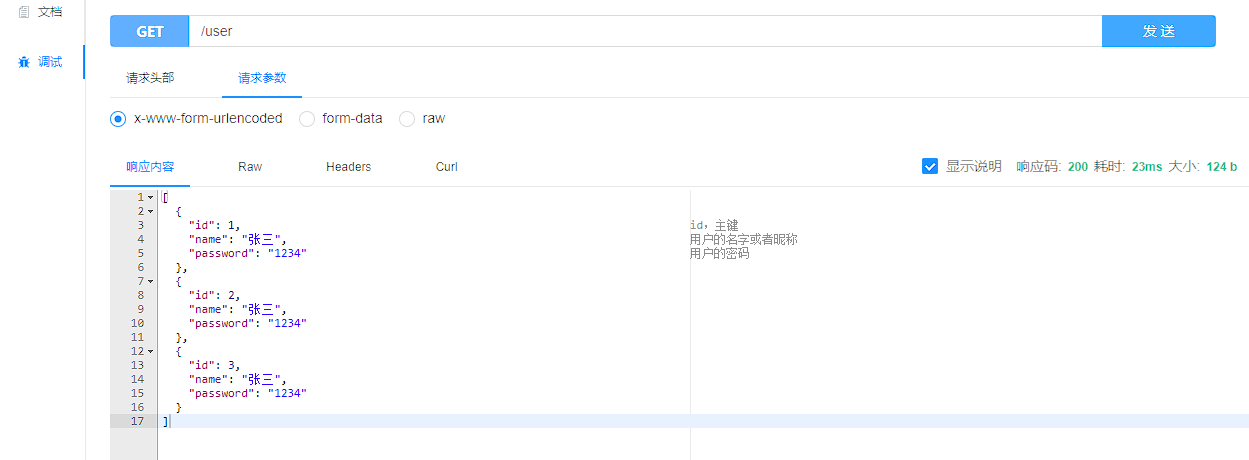 文档
GET /user 发 送
调试
请求头部 请求参数
x-www-form-urlencoded form-data raw
响应内容 Raw Headers Curl 显示说明 响应码: 200 耗时: 23ms 大小: 124 b
1 [
2 {
3 "id": 1, id，主键
4 "name": "张三", 用户的名字或者昵称
5 "password": "1234" 用户的密码
6 },
7 {
8 "id": 2,
9 "name": "张三",
10 "password": "1234"
11 },
12 {
13 "id": 3,
14 "name": "张三",
15 "password": "1234"
16 }
17 ]